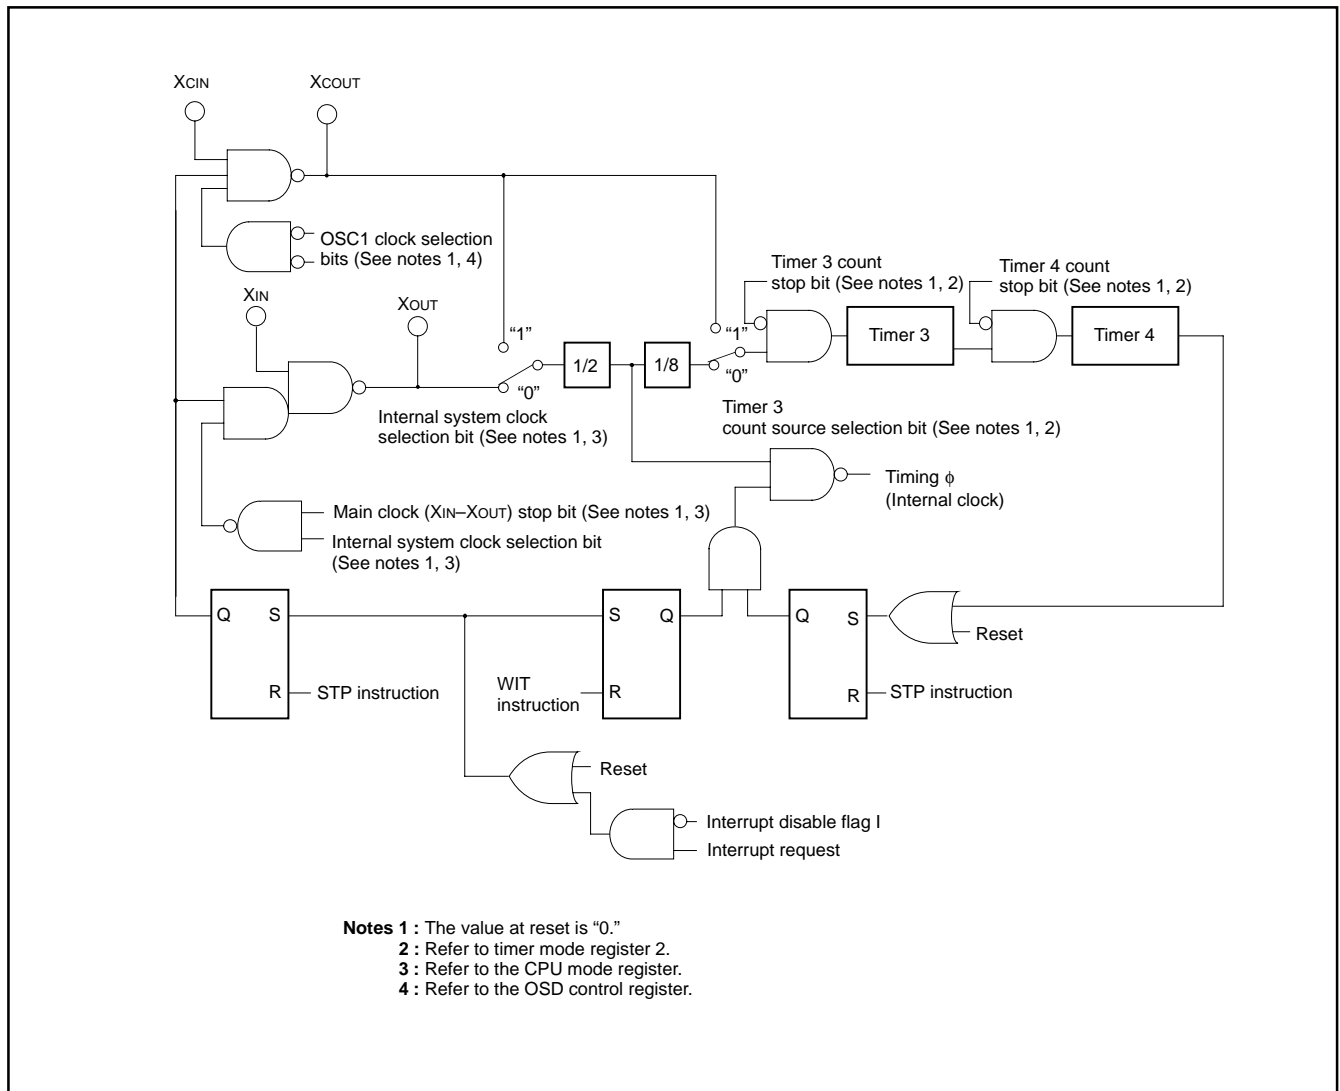 XCIN
XCOUT
OSC1 clock selection
bits (See notes 1, 4)
XIN
XOUT
“1”
“0”
Internal system clock
selection bit (See notes 1, 3)
1/2
1/8
“1”
“0”
Timer 3 count
stop bit (See notes 1, 2)
Timer 3
Timer 4 count
stop bit (See notes 1, 2)
Timer 4
Timer 3
count source selection bit (See notes 1, 2)
Timing ϕ
(Internal clock)
Main clock (XIN–XOUT) stop bit (See notes 1, 3)
Internal system clock selection bit
(See notes 1, 3)
Q
S
R
STP instruction
S
Q
WIT
instruction
R
Q
S
R
STP instruction
Reset
Reset
Interrupt disable flag I
Interrupt request
Notes 1 : The value at reset is “0.”
2 : Refer to timer mode register 2.
3 : Refer to the CPU mode register.
4 : Refer to the OSD control register.